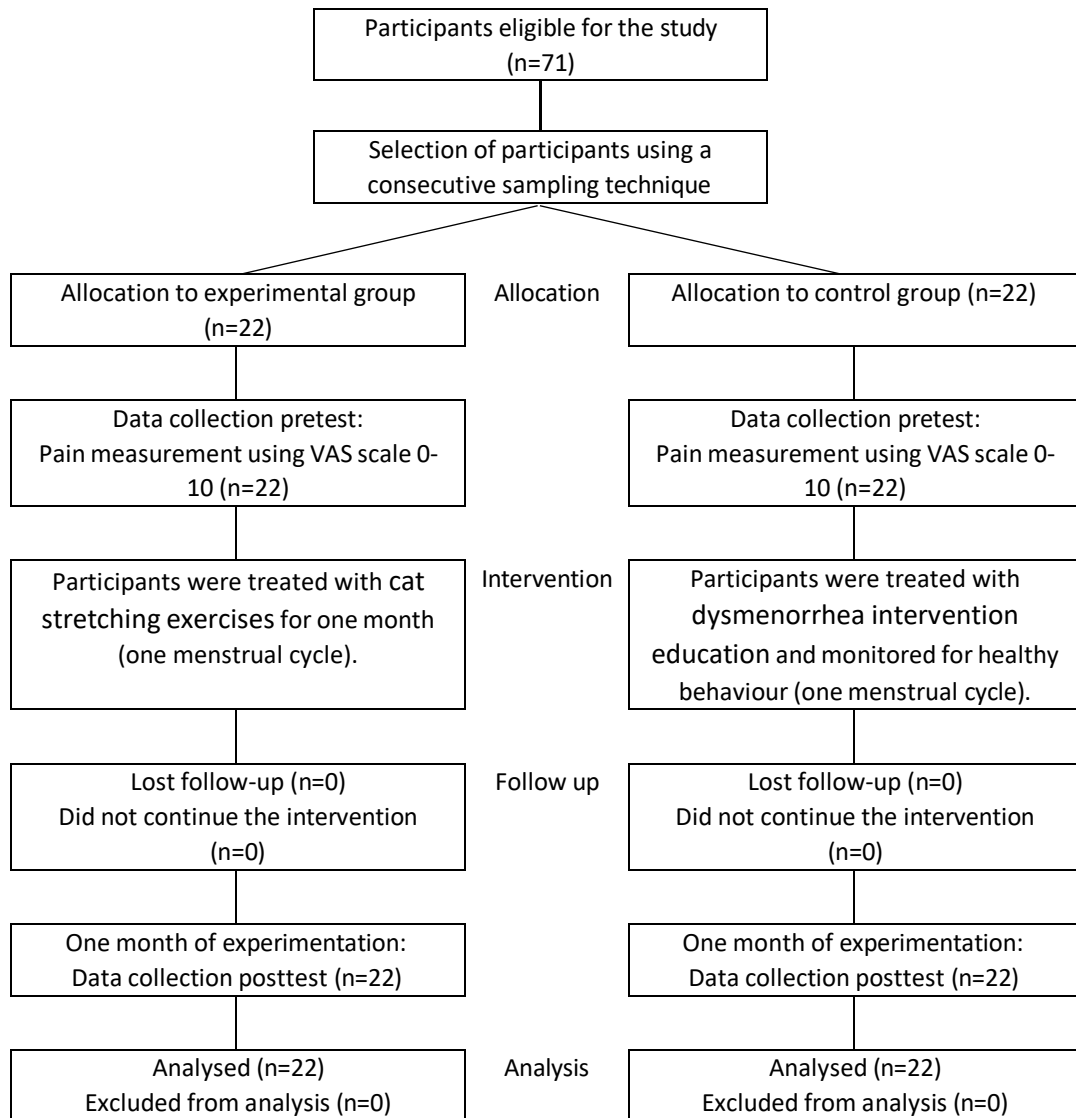 Participants eligible for the study
(n=71)
Selection of participants using a
consecutive sampling technique
Allocation to experimental group
(n=22)
Allocation
Allocation to control group (n=22)
Data collection pretest:
Pain measurement using VAS scale 0-
10 (n=22)
Data collection pretest:
Pain measurement using VAS scale 0-
10 (n=22)
Participants were treated with cat
stretching exercises for one month
(one menstrual cycle).
Intervention
Participants were treated with
dysmenorrhea intervention
education and monitored for healthy
behaviour (one menstrual cycle).
Lost follow-up (n=0)
Did not continue the intervention
(n=0)
Follow up
Lost follow-up (n=0)
Did not continue the intervention
(n=0)
One month of experimentation:
Data collection posttest (n=22)
One month of experimentation:
Data collection posttest (n=22)
Analysed (n=22)
Excluded from analysis (n=0)
Analysis
Analysed (n=22)
Excluded from analysis (n=0)